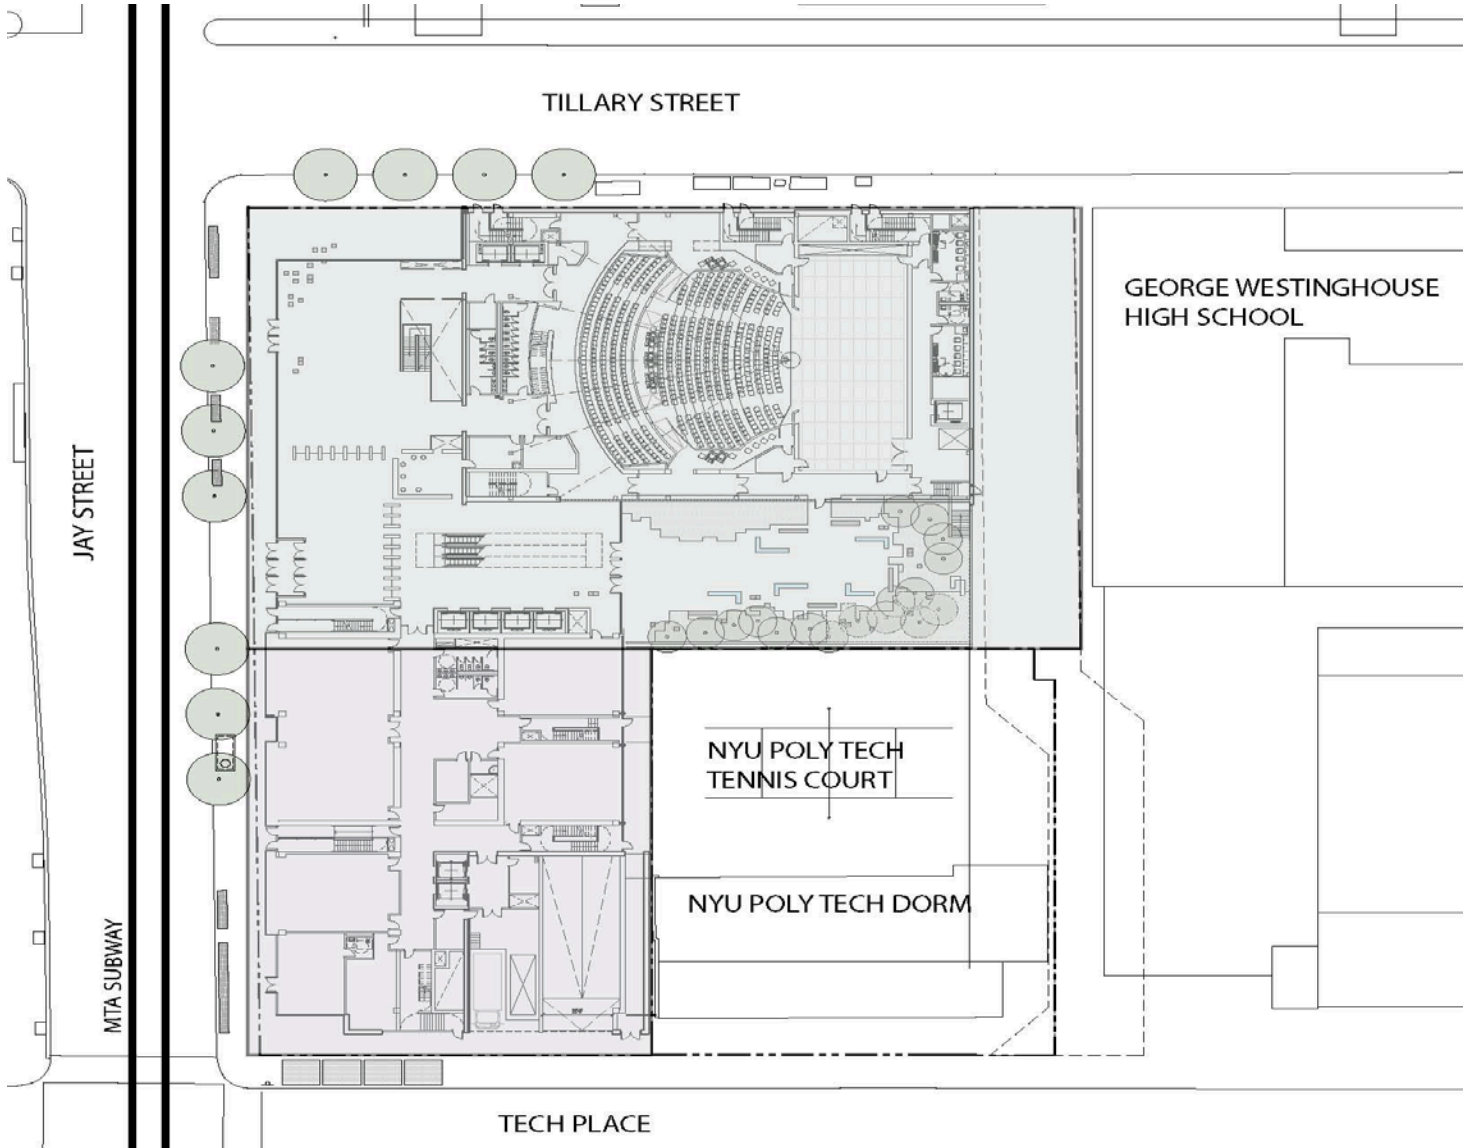 TILLARY STREET
GEORGE WESTINGHOUSE
HIGH SCHOOL
JAY STREET
NYU POLY TECH
TENNIS COURT
NYU POLY TECH DORM
MTA SUBWAY
TECH PLACE